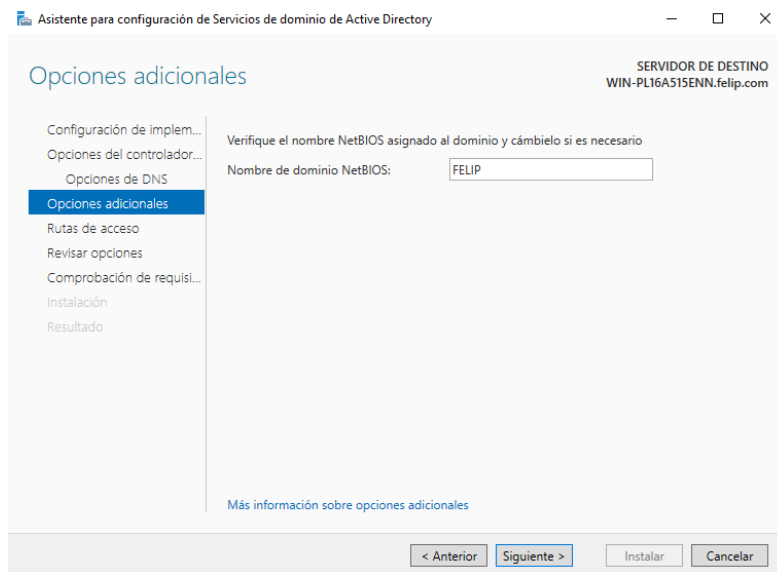 Asistente para configuración de Servicios de dominio de Active Directory
Opciones adicionales
SERVIDOR DE DESTINO
WIN-PL16A515ENN.felip.com
Configuración de implem...
Opciones del controlador...
Opciones de DNS
Opciones adicionales
Rutas de acceso
Revisar opciones
Comprobación de requisi...
Instalación
Resultado
Verifique el nombre NetBIOS asignado al dominio y cámbielo si es necesario
Nombre de dominio NetBIOS: FELIP
Más información sobre opciones adicionales
< Anterior Siguiente > Instalar Cancelar